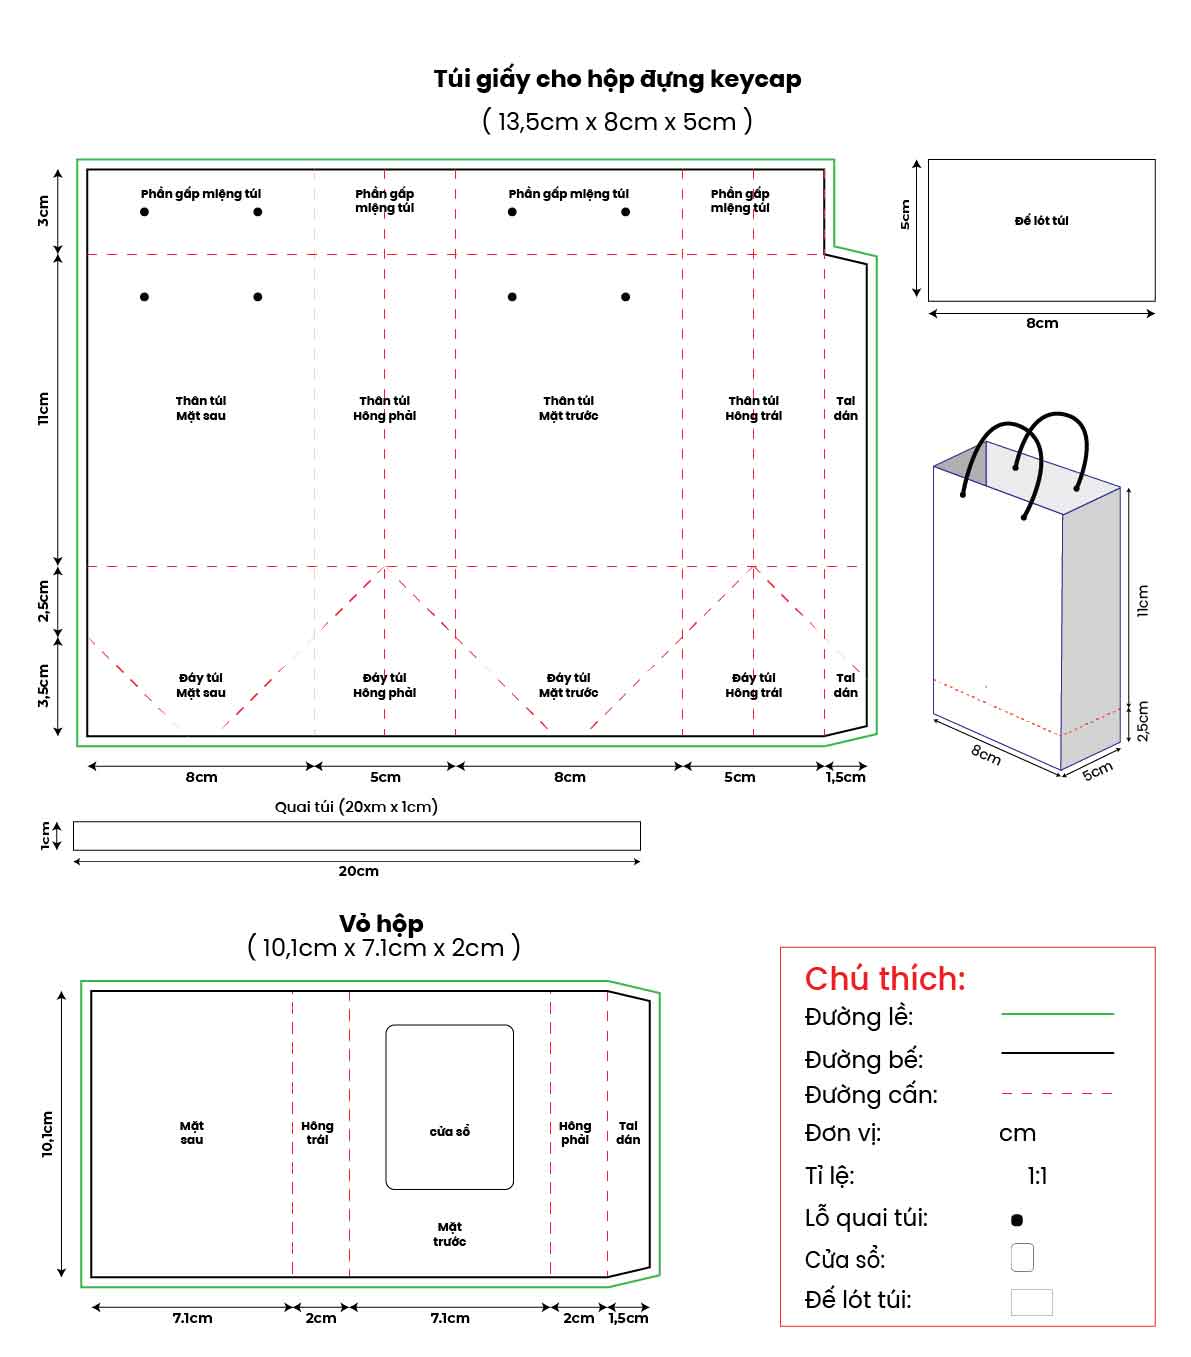 Túi giấy cho hộp đựng keycap
( 13,5cm x 8cm x 5cm )
Phần gấp miệng túi
Phần gấp
miệng túi
Phần gấp miệng túi
Phần gấp
miệng túi
3cm
11cm
2,5cm
3,5cm
Thân túi
Mặt sau
Thân túi
Hông phải
Thân túi
Mặt trước
Thân túi
Hông trái
Tai
dán
Đáy túi
Mặt sau
Đáy túi
Hông phải
Đáy túi
Mặt trước
Đáy túi
Hông trái
Tai
dán
8cm
5cm
8cm
5cm
1,5cm
5cm
Đế lót túi
8cm
11cm
2,5cm
8cm
5cm
Quai túi (20xm x 1cm)
1cm
20cm
Vỏ hộp
( 10,1cm x 7.1cm x 2cm )
10,1cm
Mặt
sau
Hông
trái
cửa sổ
Mặt
trước
Hông
phải
Tai
dán
7.1cm
2cm
7.1cm
2cm
1,5cm
Chú thích:
Đường lề:
Đường bế:
Đường cấn:
Đơn vị: cm
Tỉ lệ: 1:1
Lỗ quai túi:
Cửa sổ:
Đế lót túi: